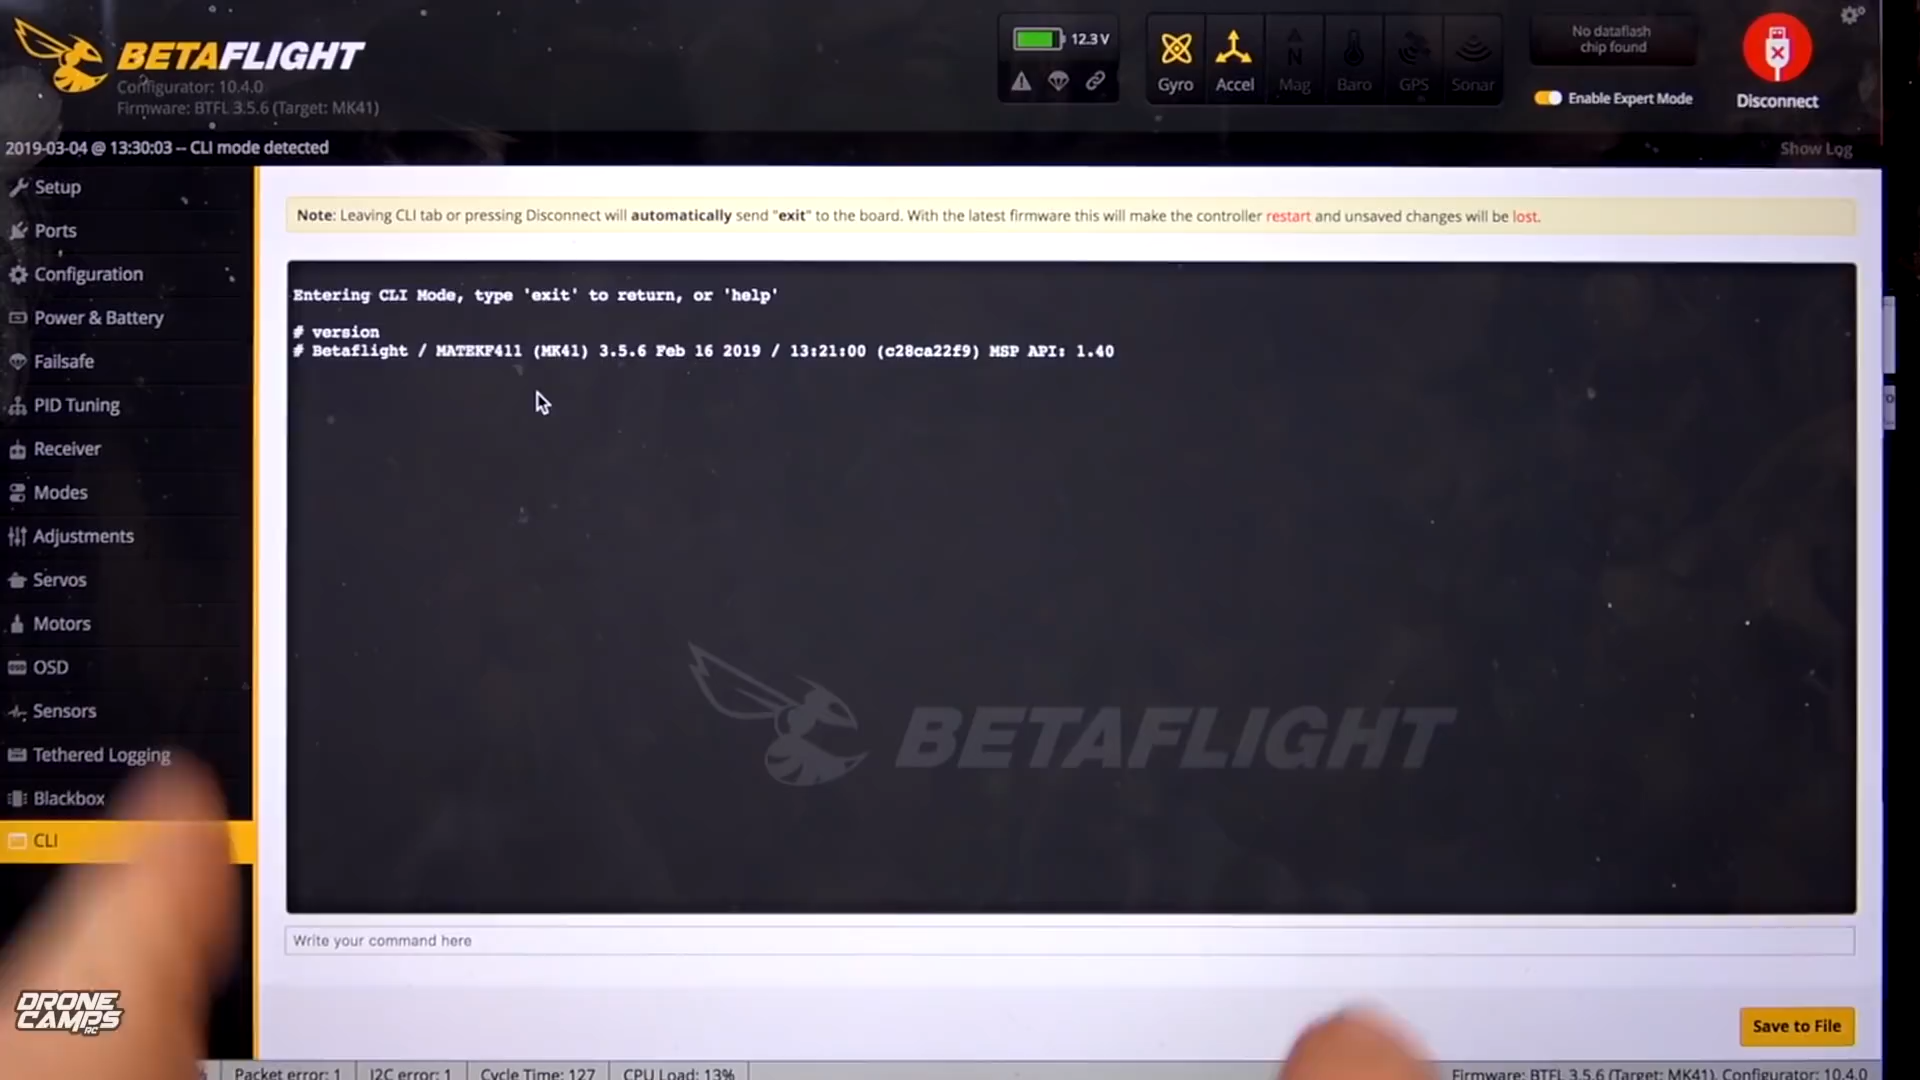 BETAFLIGHT
Configurator: 10.4.0
Firmware: BTFL 3.5.6 (Target: MK41)
12.3 V
Gyro
Accel
Mag
Baro
GPS
Sonar
No dataflash
chip found
Enable Expert Mode
Disconnect
2019-03-04 @ 13:30:03 -- CLI mode detected
Show Log
Setup
Ports
Configuration
Power & Battery
Failsafe
PID Tuning
Receiver
Modes
Adjustments
Servos
Motors
OSD
Sensors
Tethered Logging
Blackbox
CLI
Note: Leaving CLI tab or pressing Disconnect will automatically send "exit" to the board. With the latest firmware this will make the controller restart and unsaved changes will be lost.
Entering CLI Mode, type 'exit' to return, or 'help'
# version
# Betaflight / MATEKF411 (MK41) 3.5.6 Feb 16 2019 / 13:21:00 (c28ca22f9) MSP API: 1.40
BETAFLIGHT
Write your command here
Save to File
DRONE
CAMPS
RC
Packet error: 1
I2C error: 1
Cycle Time: 127
CPU Load: 13%
Firmware: BTFL 3.5.6 (Target: MK41), Configurator: 10.4.0